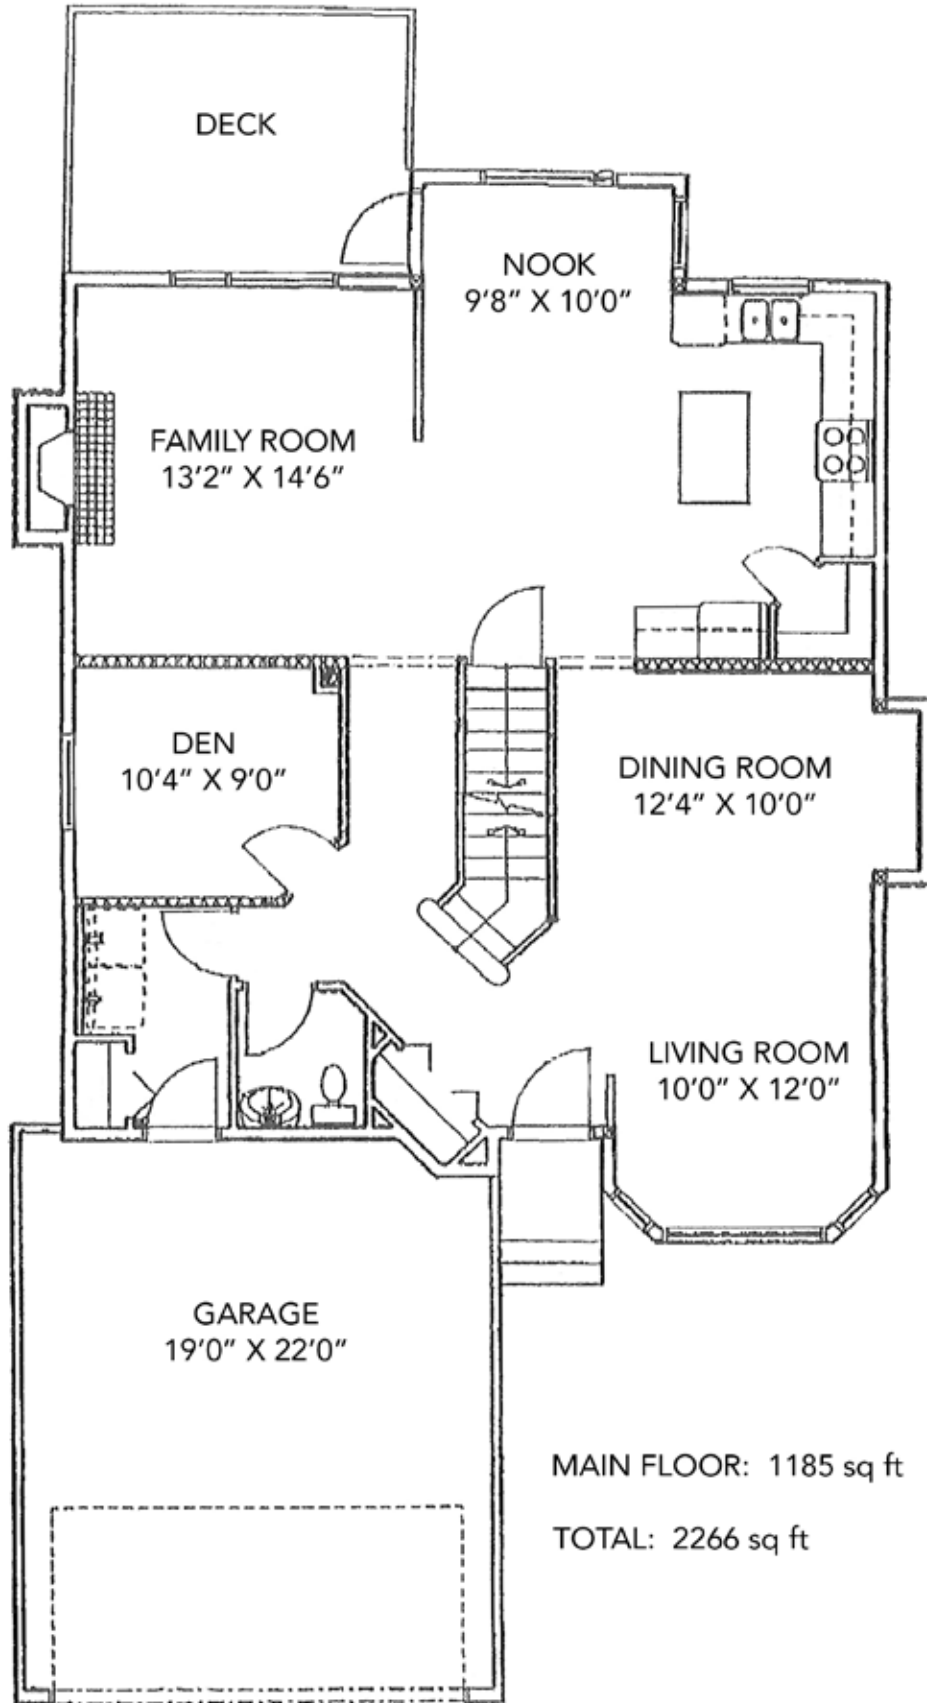 DECK
NOOK
9'8" X 10'0"
FAMILY ROOM
13'2" X 14'6"
DEN
10'4" X 9'0"
DINING ROOM
12'4" X 10'0"
LIVING ROOM
10'0" X 12'0"
GARAGE
19'0" X 22'0"
MAIN FLOOR: 1185 sq ft
TOTAL: 2266 sq ft